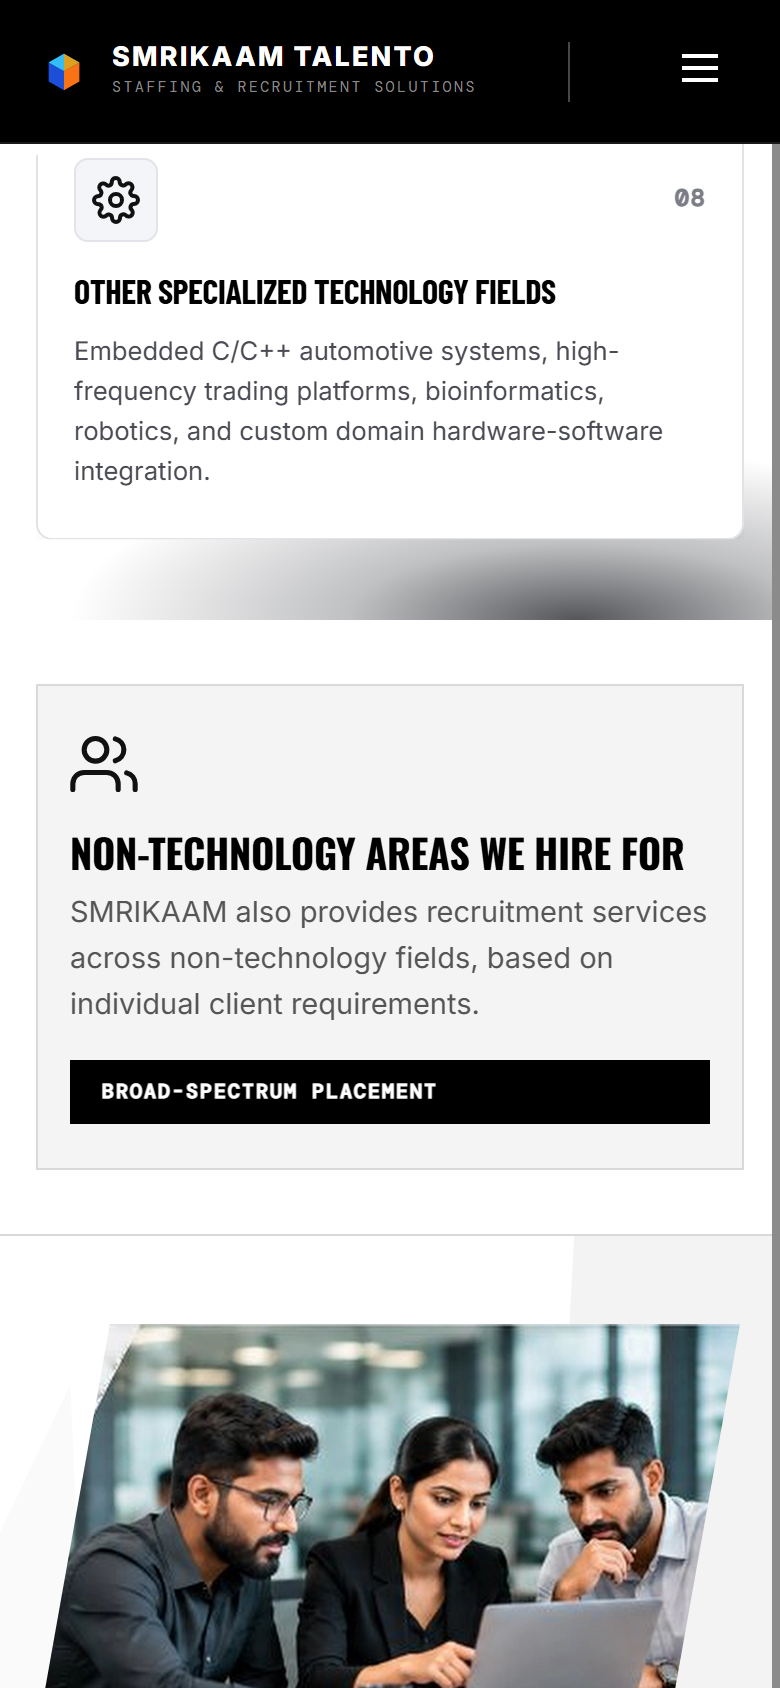 SMRIKAAM TALENTO
STAFFING & RECRUITMENT SOLUTIONS
08
OTHER SPECIALIZED TECHNOLOGY FIELDS
Embedded C/C++ automotive systems, high-
frequency trading platforms, bioinformatics,
robotics, and custom domain hardware-software
integration.
NON-TECHNOLOGY AREAS WE HIRE FOR
SMRIKAAM also provides recruitment services
across non-technology fields, based on
individual client requirements.
BROAD-SPECTRUM PLACEMENT